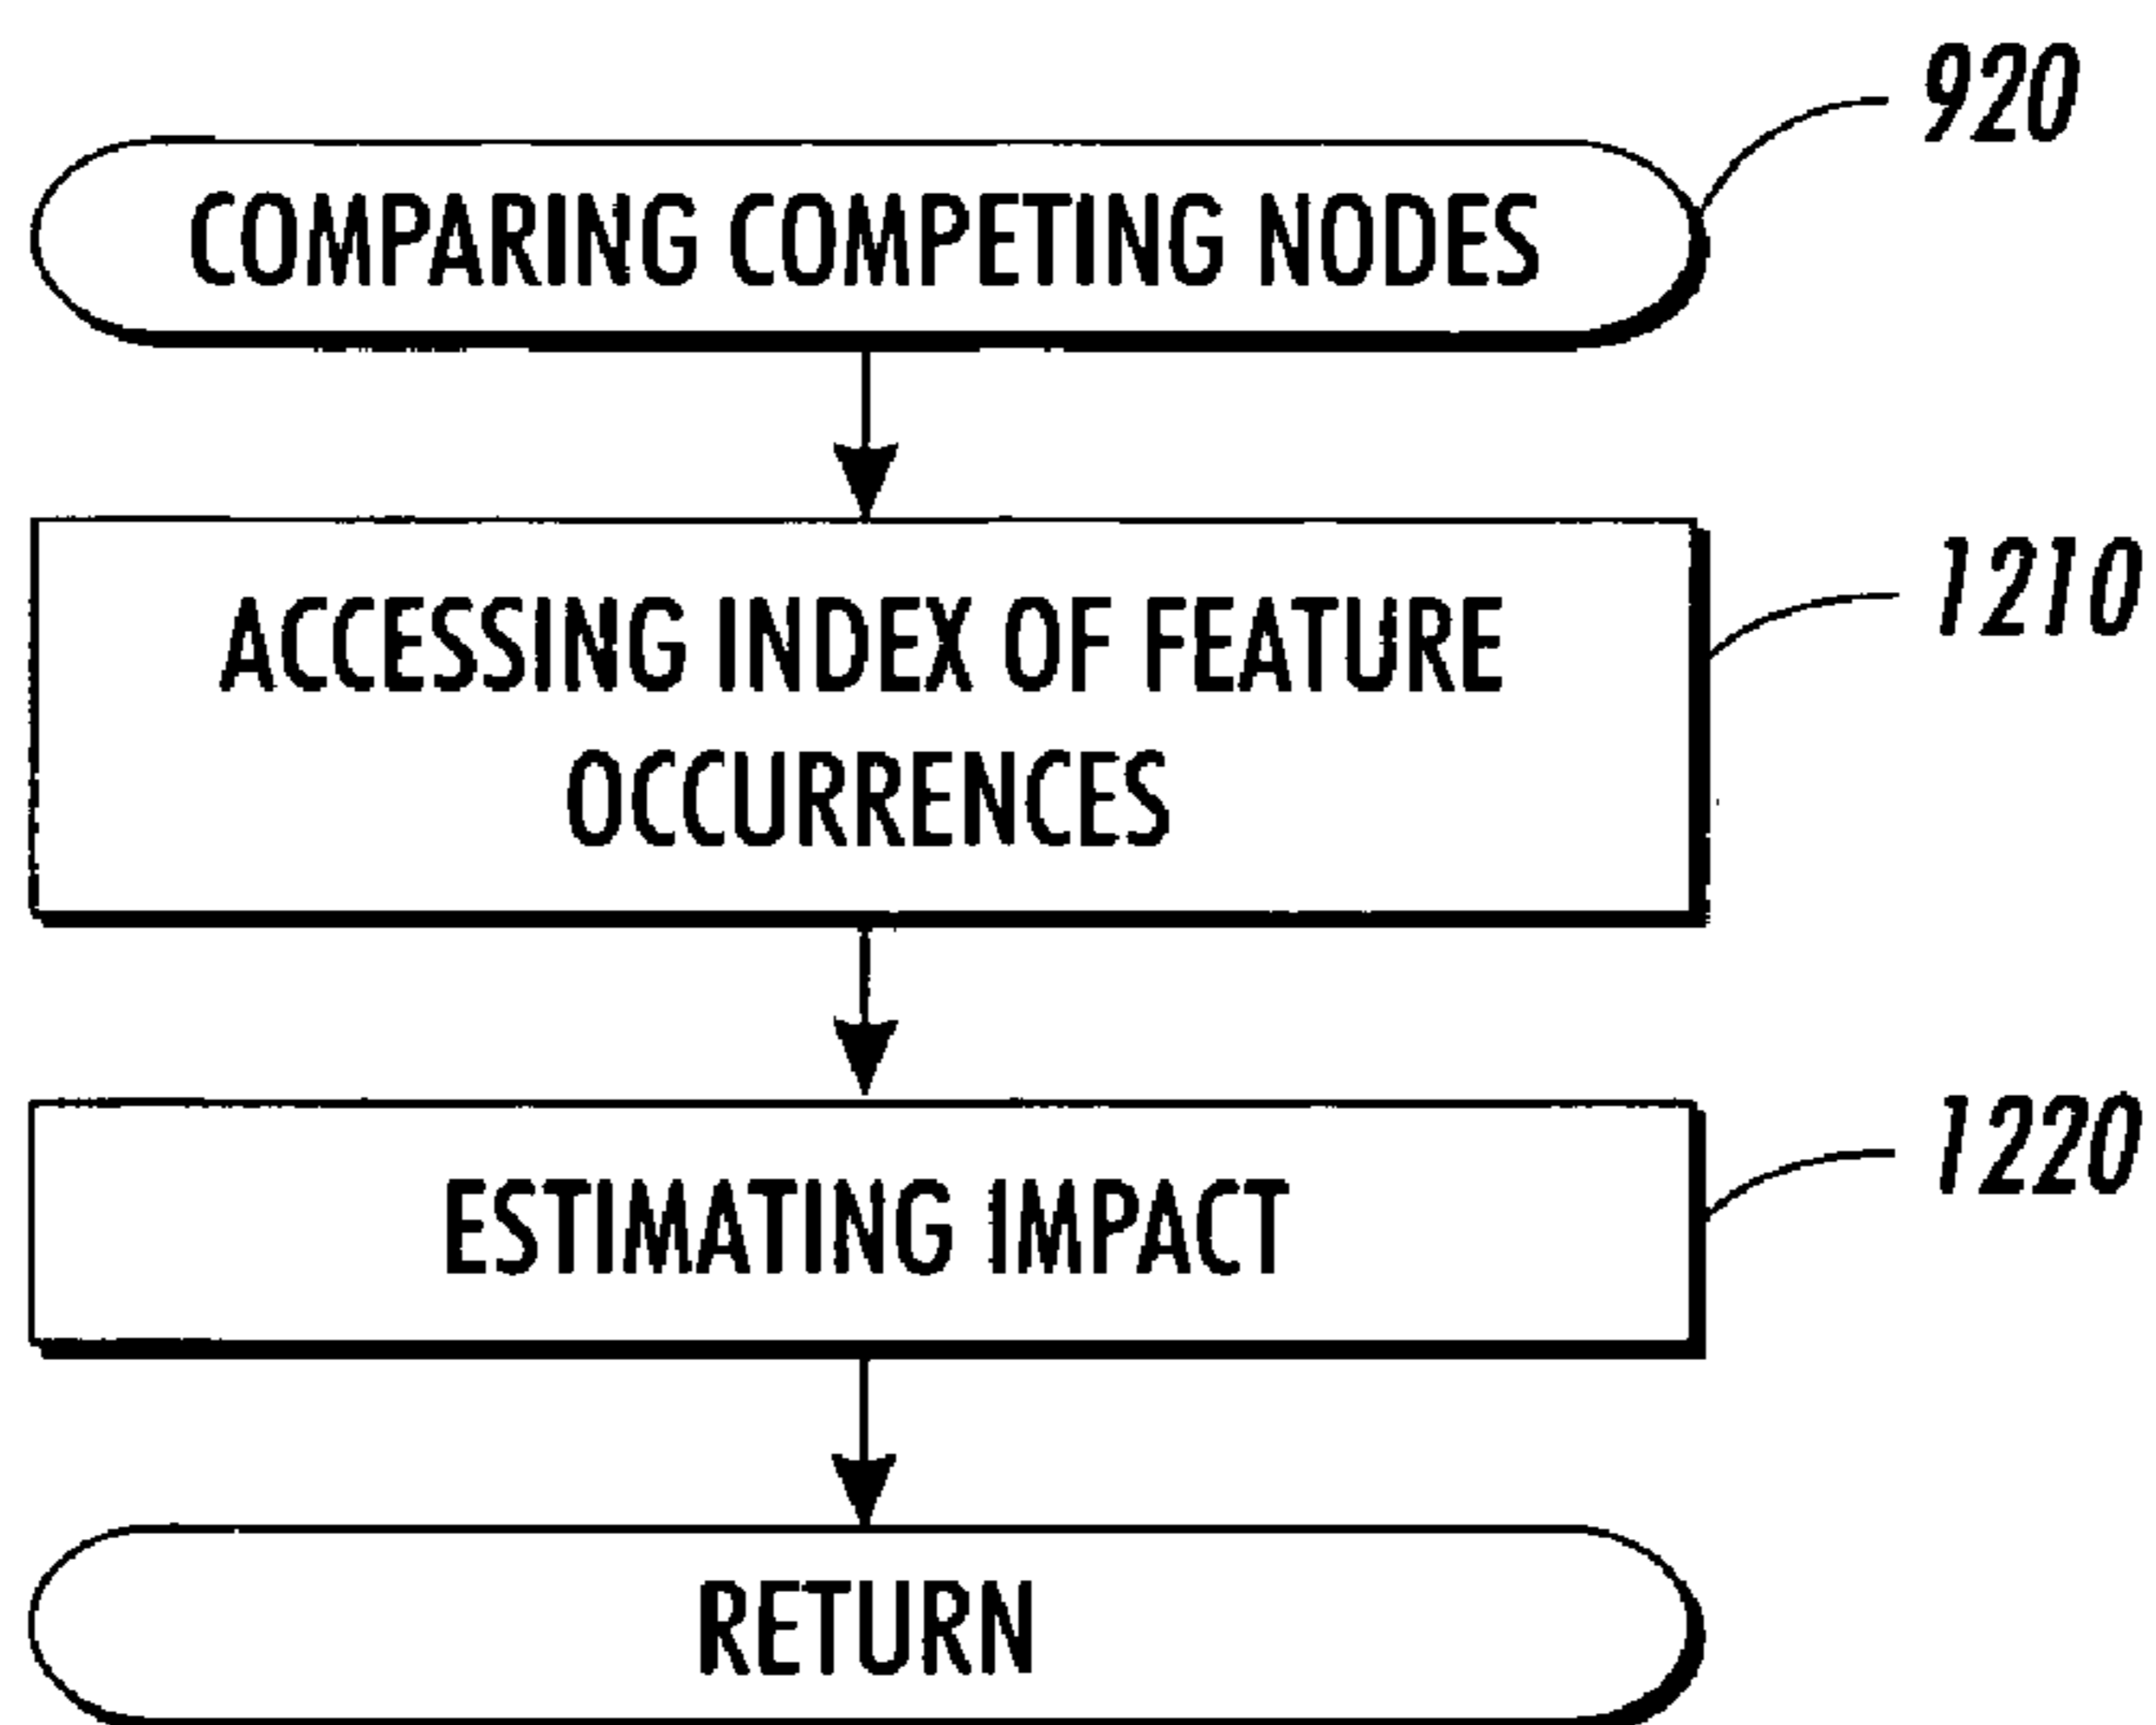 920
COMPARING COMPETING NODES
1210
ACCESSING INDEX OF FEATURE
OCCURRENCES
1220
ESTIMATING IMPACT
RETURN